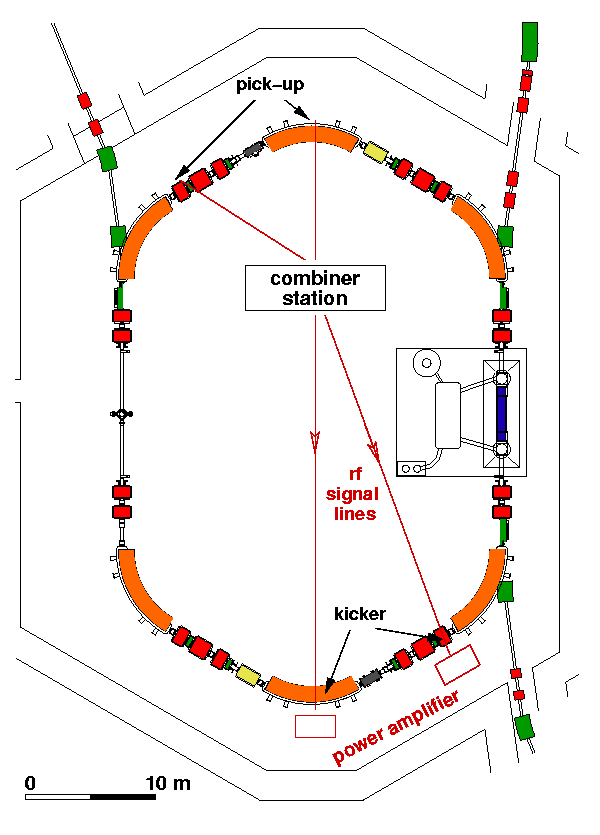 pick-up
combiner
station
rf
signal
lines
kicker
power amplifier
0 10 m